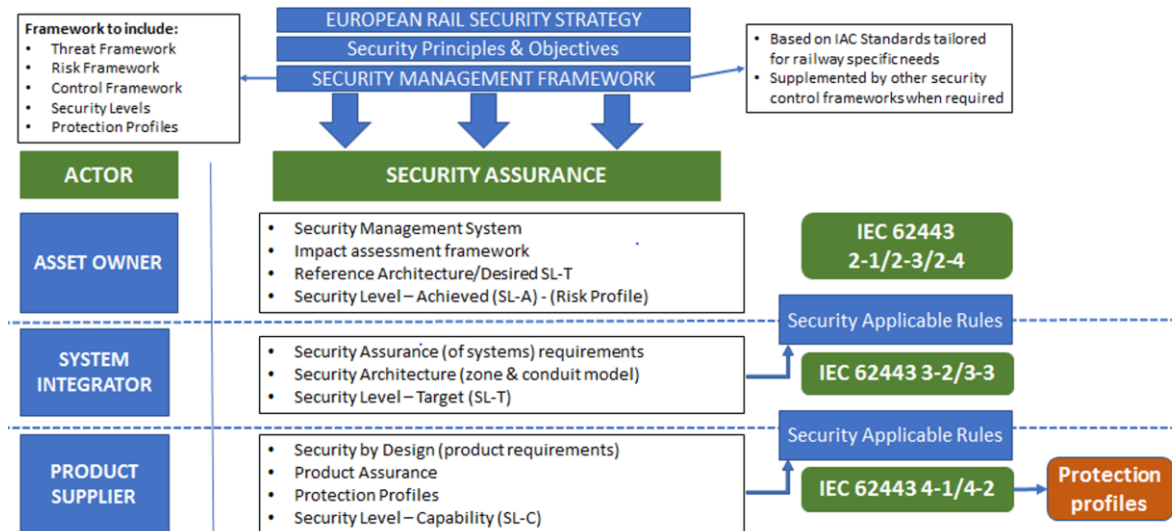 EUROPEAN RAIL SECURITY STRATEGY
Security Principles & Objectives
SECURITY MANAGEMENT FRAMEWORK
Framework to include:
• Threat Framework
• Risk Framework
• Control Framework
• Security Levels
• Protection Profiles
• Based on IAC Standards tailored
for railway specific needs
• Supplemented by other security
control frameworks when required
ACTOR
SECURITY ASSURANCE
ASSET OWNER
• Security Management System
• Impact assessment framework
• Reference Architecture/Desired SL-T
• Security Level – Achieved (SL-A) - (Risk Profile)
IEC 62443
2-1/2-3/2-4
Security Applicable Rules
SYSTEM
INTEGRATOR
• Security Assurance (of systems) requirements
• Security Architecture (zone & conduit model)
• Security Level – Target (SL-T)
IEC 62443 3-2/3-3
Security Applicable Rules
PRODUCT
SUPPLIER
• Security by Design (product requirements)
• Product Assurance
• Protection Profiles
• Security Level – Capability (SL-C)
IEC 62443 4-1/4-2
Protection
profiles